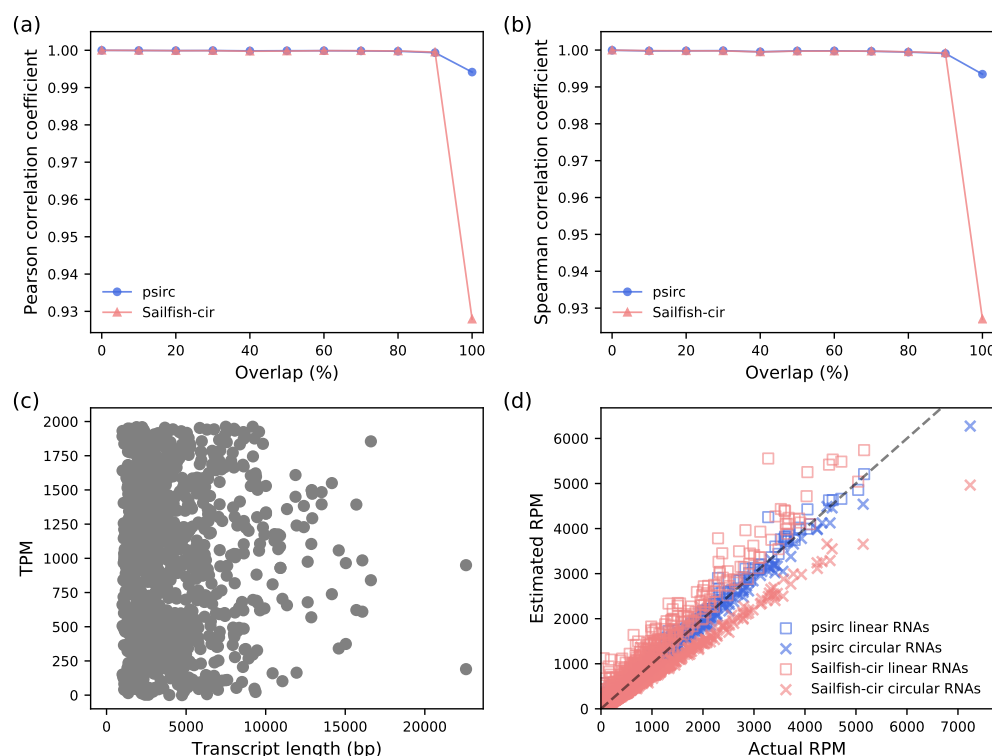 (a)
Pearson correlation coefficient
1.00
0.99
0.98
0.97
0.96
0.95
0.94
0.93
psirc
Sailfish-cir
0 20 40 60 80 100
Overlap (%)
(b)
Spearman correlation coefficient
1.00
0.99
0.98
0.97
0.96
0.95
0.94
0.93
psirc
Sailfish-cir
0 20 40 60 80 100
Overlap (%)
(c)
TPM
2000
1750
1500
1250
1000
750
500
250
0
0 5000 10000 15000 20000
Transcript length (bp)
(d)
Estimated RPM
6000
5000
4000
3000
2000
1000
0
psirc linear RNAs
psirc circular RNAs
Sailfish-cir linear RNAs
Sailfish-cir circular RNAs
0 1000 2000 3000 4000 5000 6000 7000
Actual RPM